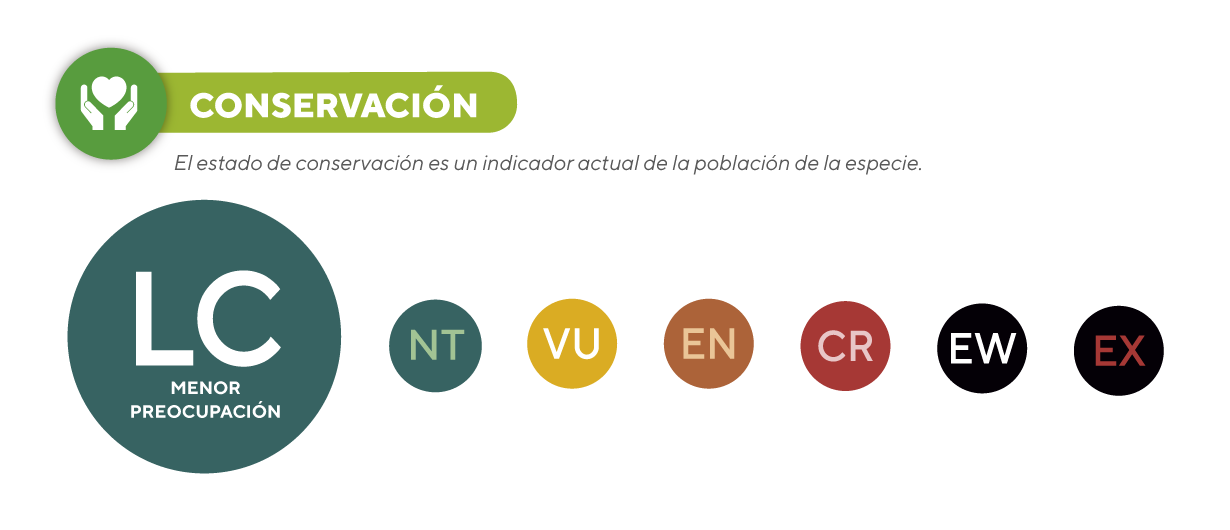 CONSERVACIÓN
El estado de conservación es un indicador actual de la población de la especie.
LC
MENOR
PREOCUPACIÓN
NT
VU
EN
CR
EW
EX